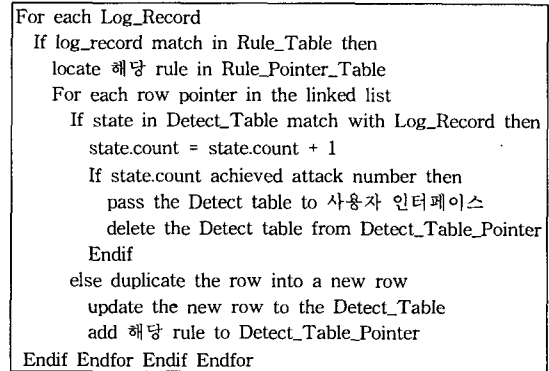 For each Log_Record
If log_record match in Rule_Table then
locate 해당 rule in Rule_Pointer_Table
For each row pointer in the linked list
If state in Detect_Table match with Log_Record then
state.count = state.count + 1
If state.count achieved attack number then
pass the Detect table to 사용자 인터페이스
delete the Detect table from Detect_Table_Pointer
Endif
else duplicate the row into a new row
update the new row to the Detect_Table
add 해당 rule to Detect_Table_Pointer
Endif Endfor Endif Endfor